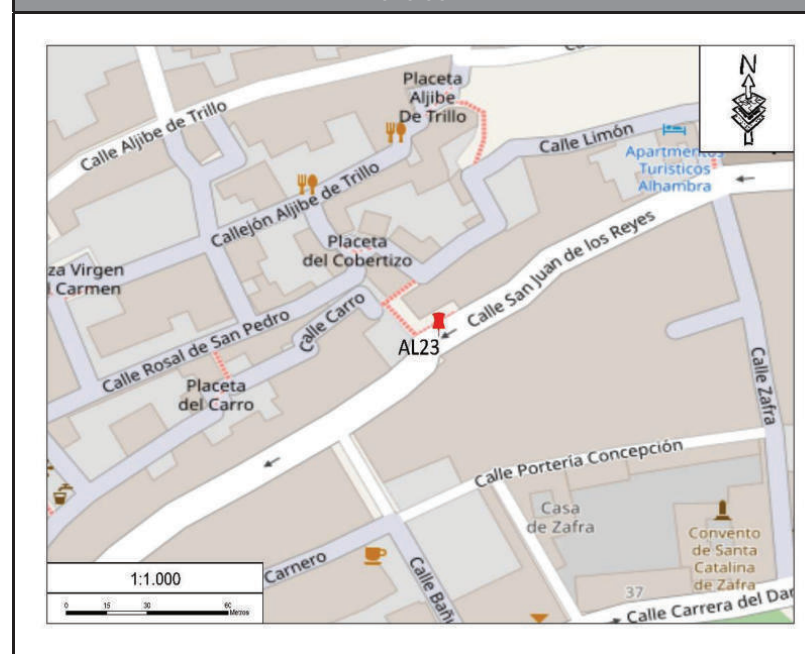 Placeta
Aljibe
De Trillo
N
Calle Aljibe de Trillo
Calle Limón
Apartmentos
Turisticos
Alhambra
Callejón Aljibe de Trillo
Placeta
del Cobertizo
Calle San Juan de los Reyes
za Virgen
l Carmen
Calle Carro
Calle Rosal de San Pedro
AL23
Placeta
del Carro
Calle Zafra
Calle Portería Concepción
Casa
de Zafra
Convento
de Santa
Catalina
de Zafra
1:1.000
Carnero
Calle Bañ
37
0 15 30 60
Metros
Calle Carrera del Dar